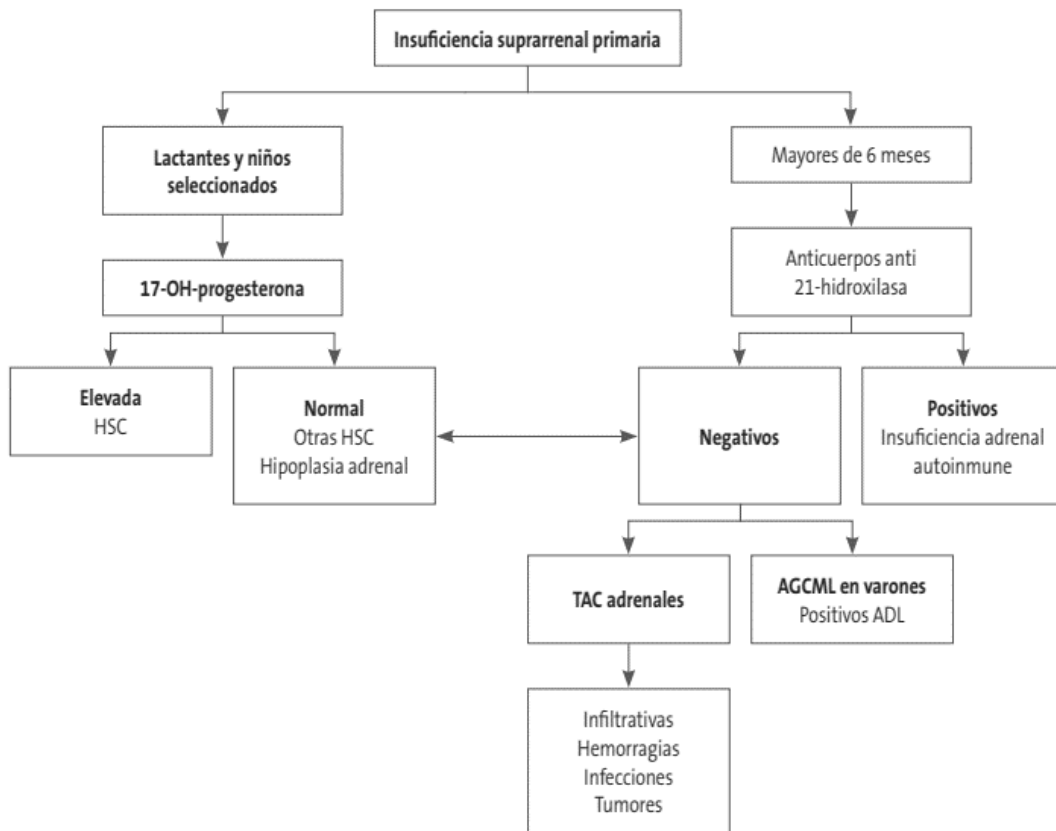 Insuficiencia suprarrenal primaria
Lactantes y niños
seleccionados
Mayores de 6 meses
17-OH-progesterona
Anticuerpos anti
21-hidroxilasa
Elevada
HSC
Normal
Otras HSC
Hipoplasia adrenal
Negativos
Positivos
Insuficiencia adrenal
autoinmune
TAC adrenales
AGCML en varones
Positivos ADL
Infiltrativas
Hemorragias
Infecciones
Tumores